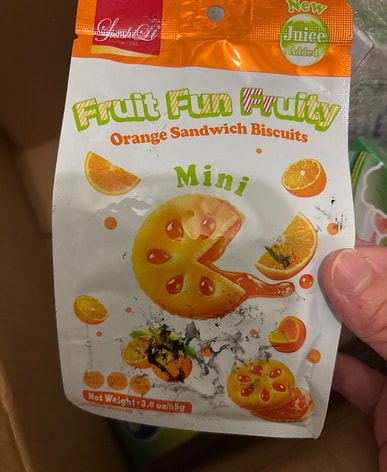 New
Juice
Added
Fruit Fun Fruity
Orange Sandwich Biscuits
Mini
Net Weight : 3.0 oz/85g